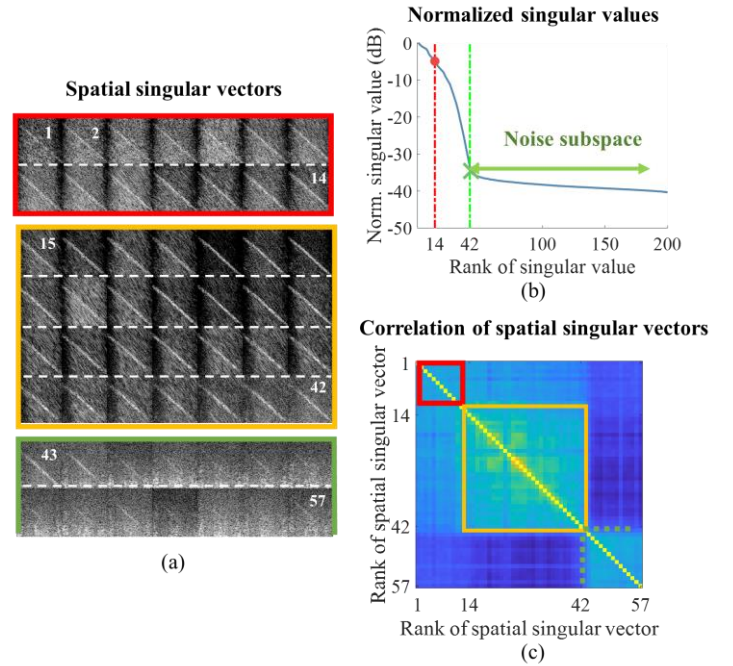 Spatial singular vectors
1 2
14
15
42
43
57
(a)
Normalized singular values
Norm. singular value (dB)
0
-10
-20
-30
-40
-50
Noise subspace
14 42 100 150 200
Rank of singular value
(b)
Correlation of spatial singular vectors
Rank of spatial singular vector
1
14
42
57
1 14 42 57
Rank of spatial singular vector
(c)